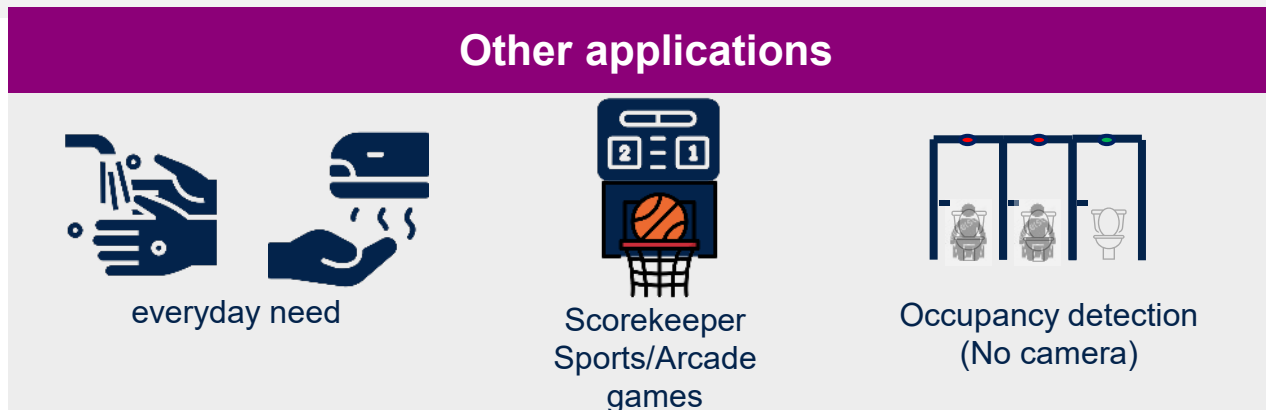 Other applications
2 1
everyday need
Scorekeeper
Sports/Arcade
games
Occupancy detection
(No camera)